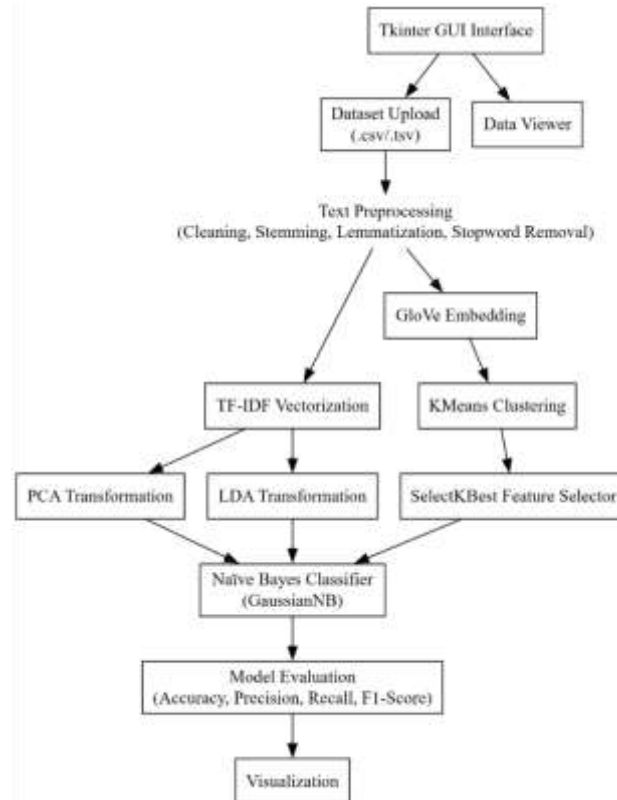 Tkinter GUI Interface
Dataset Upload
(.csv/.tsv)
Data Viewer
Text Preprocessing
(Cleaning, Stemming, Lemmatization, Stopword Removal)
GloVe Embedding
TF-IDF Vectorization
KMeans Clustering
PCA Transformation
LDA Transformation
SelectKBest Feature Selector
Naïve Bayes Classifier
(GaussianNB)
Model Evaluation
(Accuracy, Precision, Recall, F1-Score)
Visualization